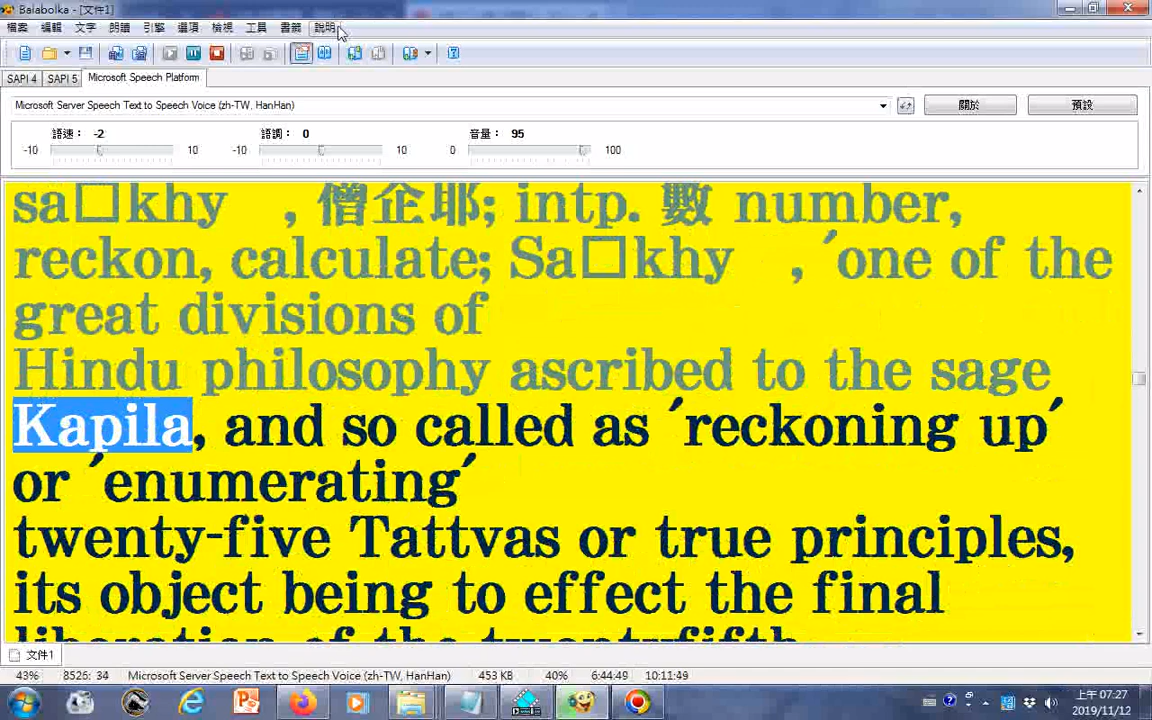 Balabolka - [文件1]
檔案 編輯 文字 朗讀 引擎 選項 檢視 工具 書籤 說明
SAPI 4 SAPI 5 Microsoft Speech Platform
Microsoft Server Speech Text to Speech Voice (zh-TW, HanHan) 關於 預設
語速： -2 語調： 0 音量： 95
-10 10 -10 10 0 100
sa□khy , 僧企耶; intp. 數 number,
reckon, calculate; Sa□khy , ′one of the
great divisions of
Hindu philosophy ascribed to the sage
Kapila, and so called as ′reckoning up′
or ′enumerating′
twenty-five Tattvas or true principles,
its object being to effect the final
liberation of the twentyfifth
文件1
43% 8526: 34 Microsoft Server Speech Text to Speech Voice (zh-TW, HanHan) 453 KB 40% 6:44:49 10:11:49
上午 07:27
2019/11/12